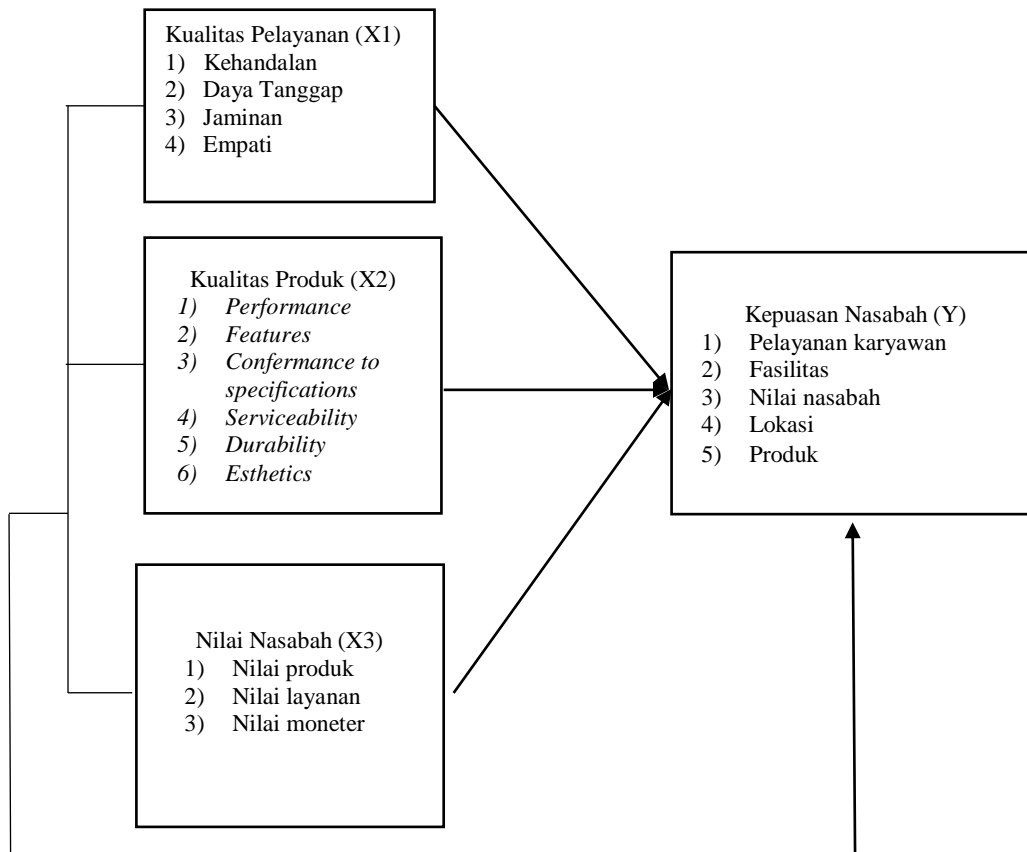 Kualitas Pelayanan (X1)
1) Kehandalan
2) Daya Tanggap
3) Jaminan
4) Empati
Kualitas Produk (X2)
1) Performance
2) Features
3) Confermance to
specifications
4) Serviceability
5) Durability
6) Esthetics
Nilai Nasabah (X3)
1) Nilai produk
2) Nilai layanan
3) Nilai moneter
Kepuasan Nasabah (Y)
1) Pelayanan karyawan
2) Fasilitas
3) Nilai nasabah
4) Lokasi
5) Produk